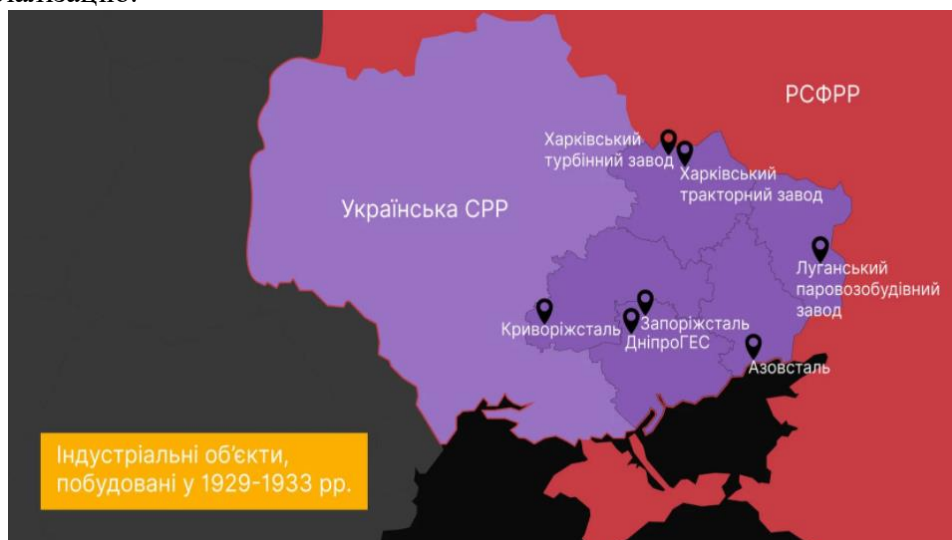 РСФРР
Харківський
турбінний завод
Харківський
тракторний завод
Українська СРР
Луганський
паровозобудівний
завод
Криворіжсталь
Запоріжсталь
ДніпроГЕС
Азовсталь
Індустріальні об'єкти,
побудовані у 1929-1933 рр.